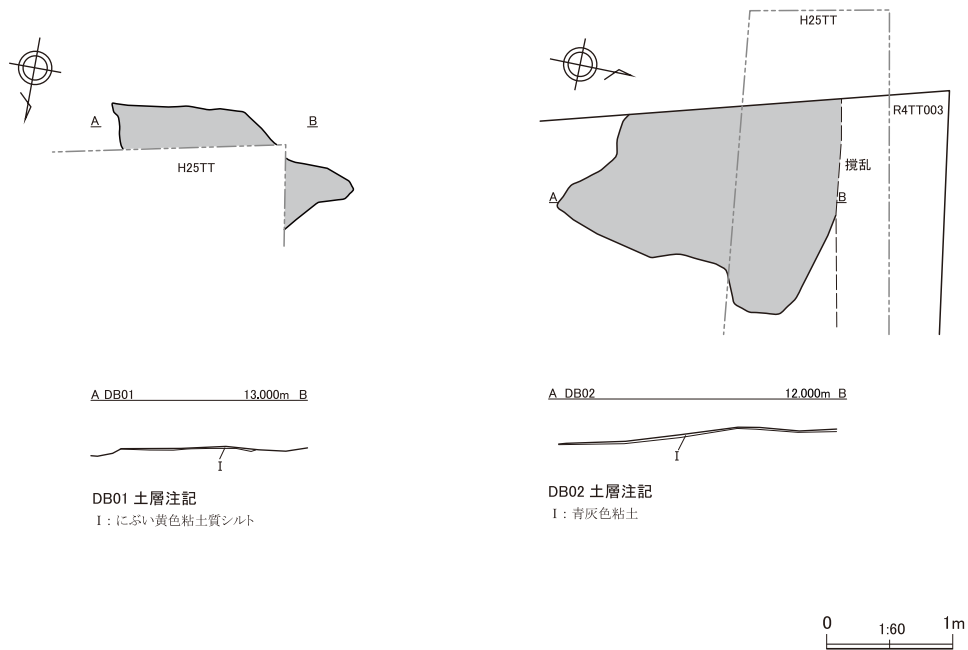 H25TT
A B
H25TT
R4TT003
撹乱
A B
A DB01 13.000m B
I
DB01 土層注記
I：にぶい黄色粘土質シルト
A DB02 12.000m B
I
DB02 土層注記
I：青灰色粘土
0 1:60 1m